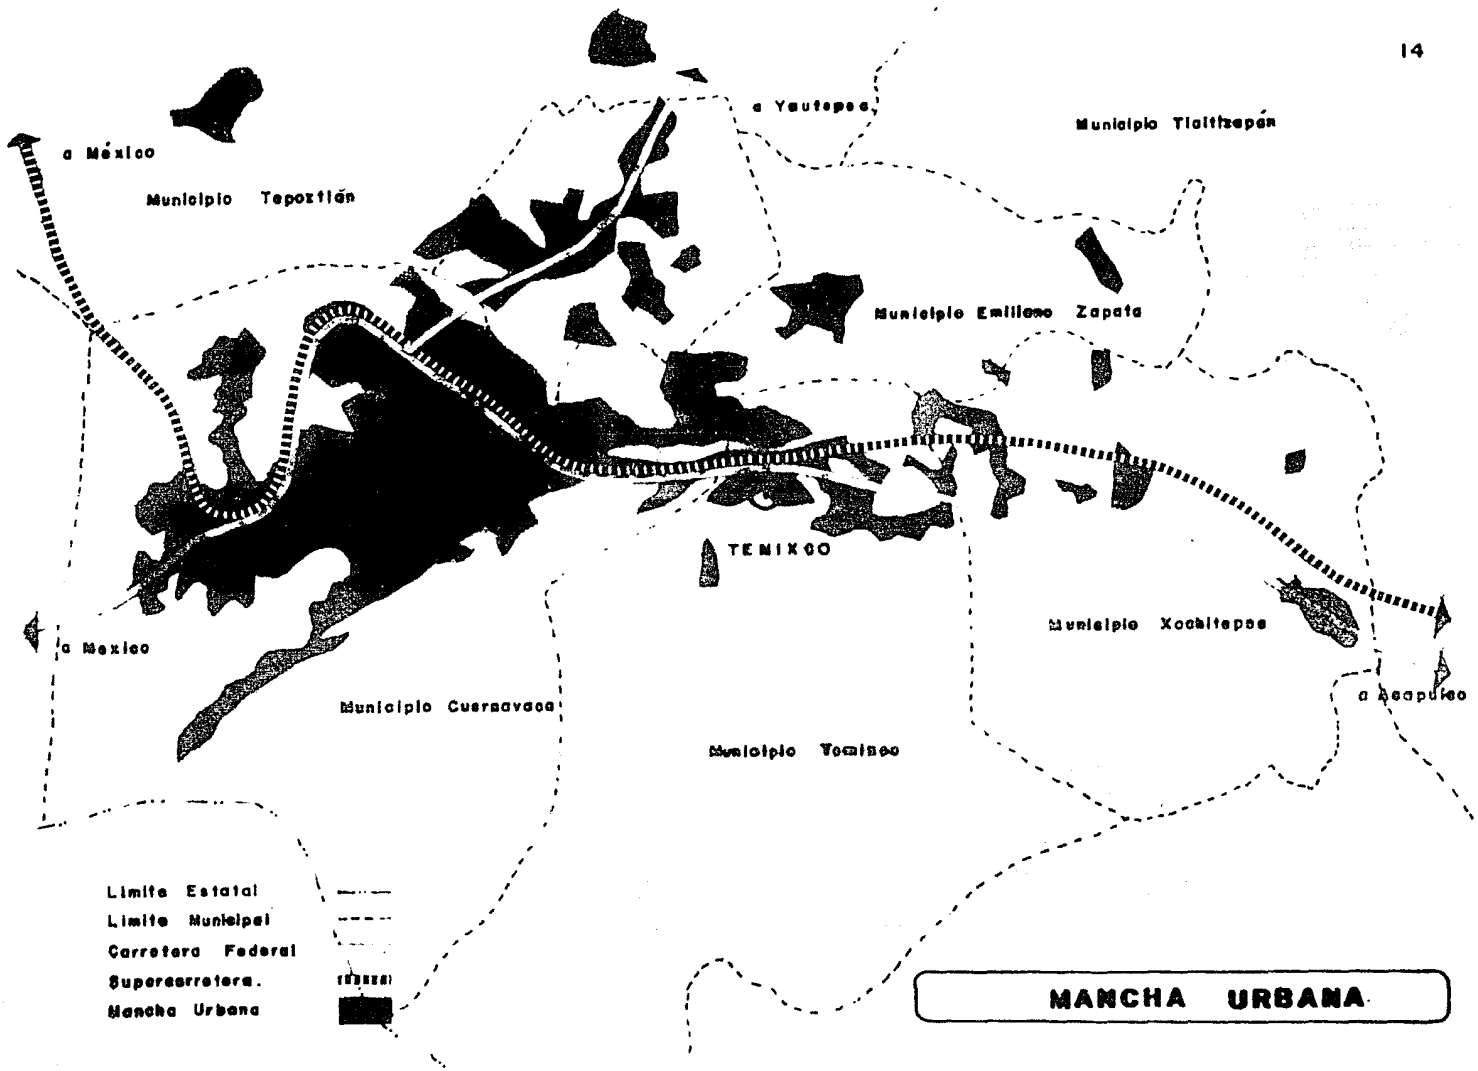 14
a Yautepec
Municipio Tlaltizapán
a México
Municipio Tepoztlán
Municipio Emiliano Zapata
TEMIXCO
Municipio Xochitepec
a Mexico
a Acapulco
Municipio Cuernavaca
Municipio Temixco
Limite Estatal
Limite Municipal
Carretera Federal
Supercarretera.
Mancha Urbana
MANCHA URBANA